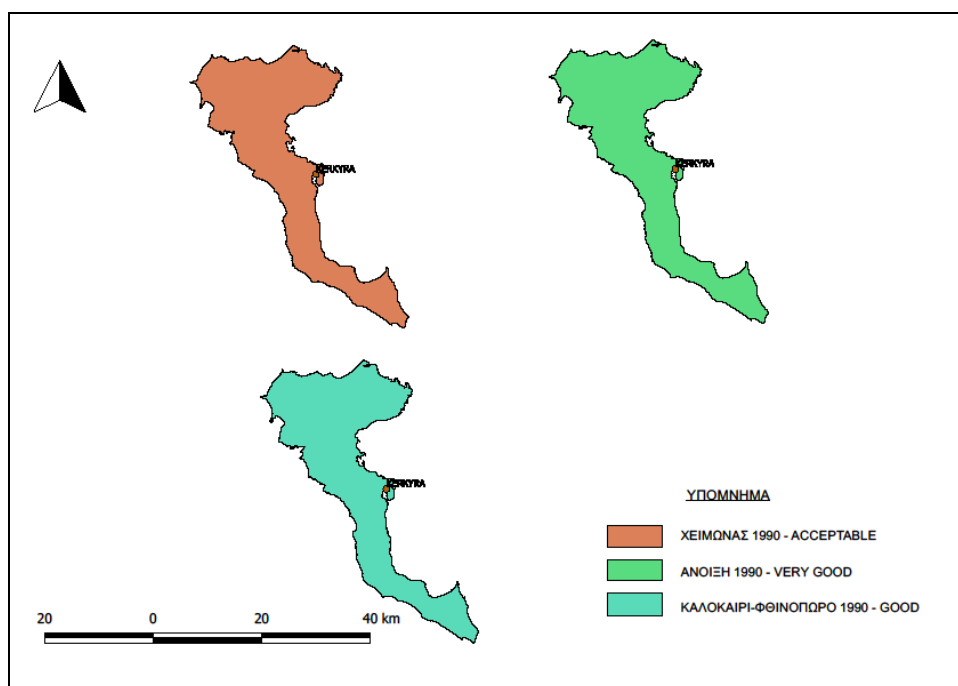 KERKYRA
KERKYRA
KERKYRA
ΥΠΟΜΝΗΜΑ
ΧΕΙΜΩΝΑΣ 1990 - ACCEPTABLE
ΑΝΟΙΞΗ 1990 - VERY GOOD
ΚΑΛΟΚΑΙΡΙ-ΦΘΙΝΟΠΩΡΟ 1990 - GOOD
20 0 20 40 km